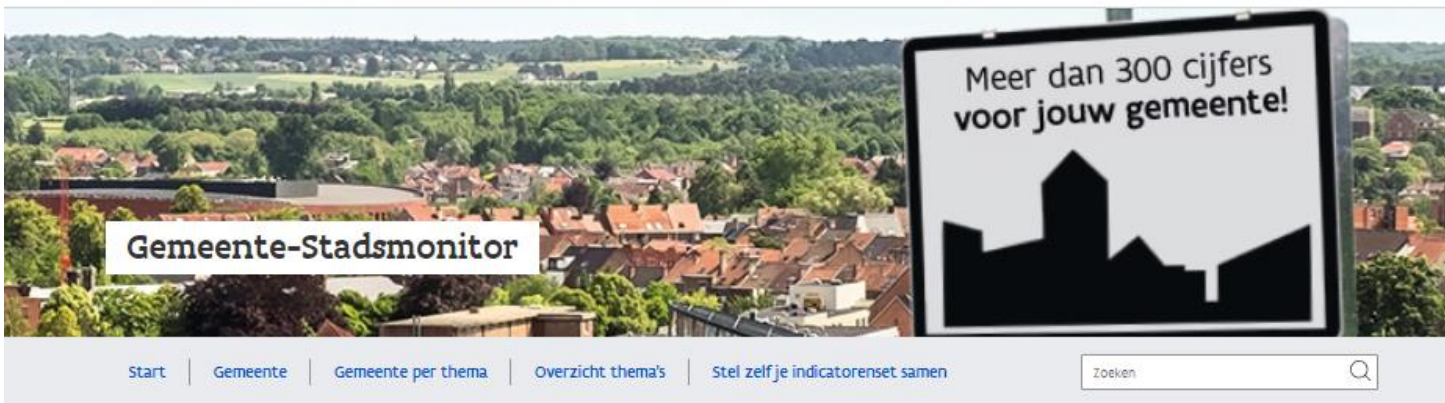 Meer dan 300 cijfers
voor jouw gemeente!
Gemeente-Stadsmonitor
Start
Gemeente
Gemeente per thema
Overzicht thema's
Stel zelf je indicatorenset samen
Zoeken